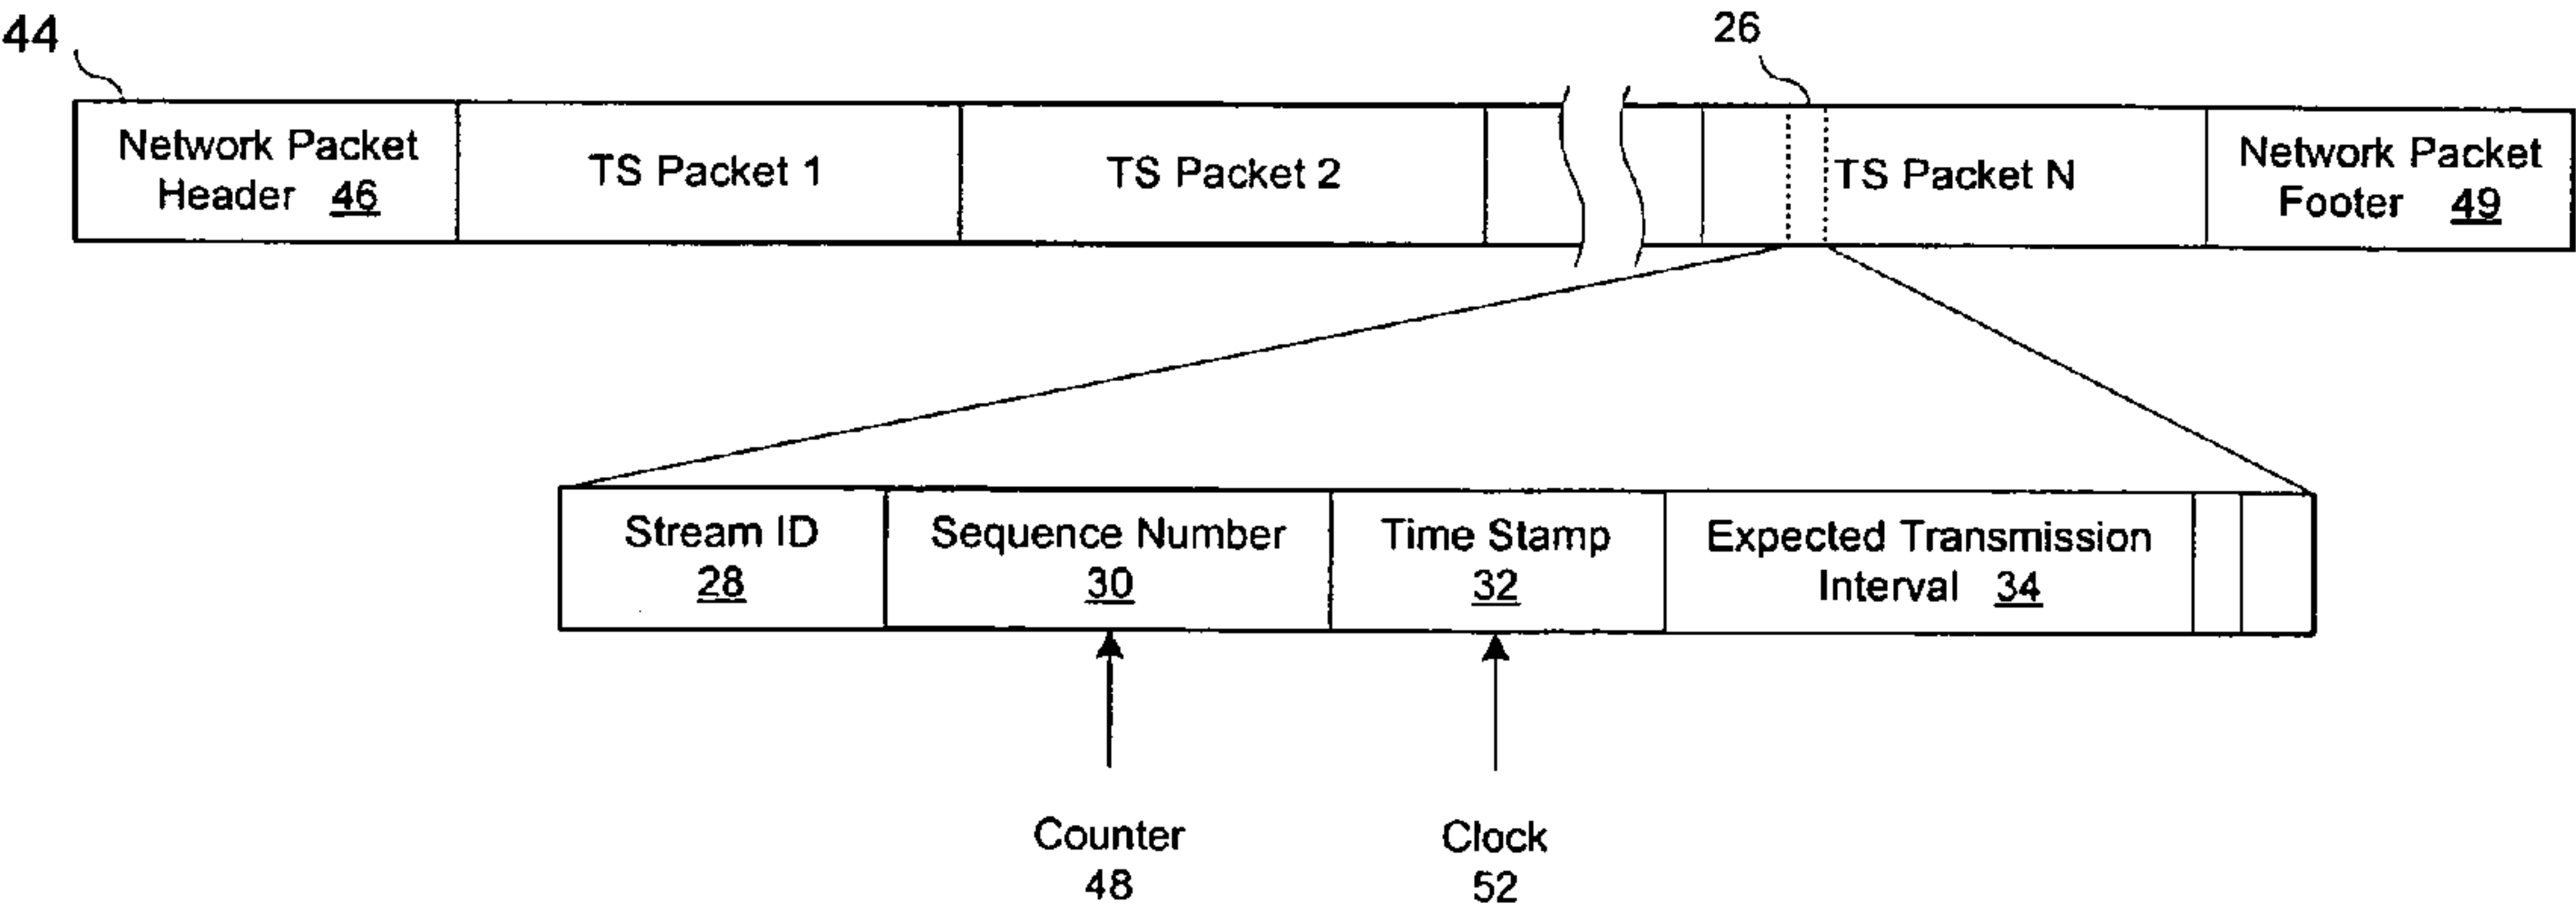 44
26
Network Packet
Header 46
TS Packet 1
TS Packet 2
TS Packet N
Network Packet
Footer 49
Stream ID
28
Sequence Number
30
Time Stamp
32
Expected Transmission
Interval 34
Counter
48
Clock
52